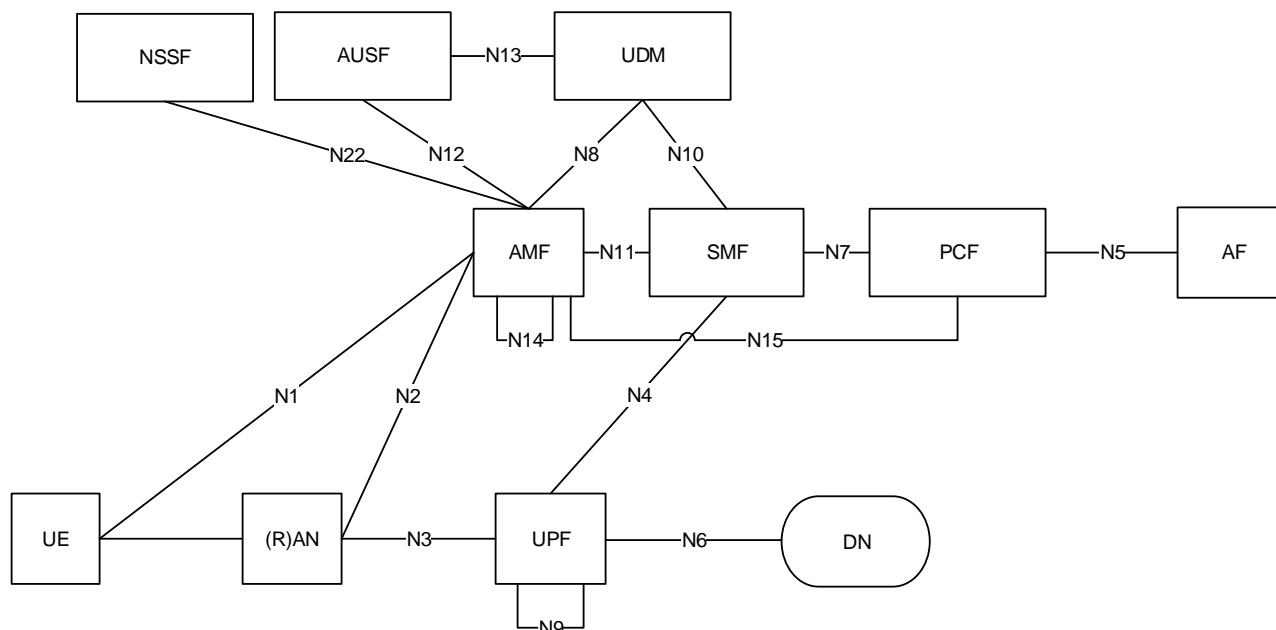 NSSF
AUSF
N13
UDM
N22
N12
N8
N10
AMF
N11
SMF
N7
PCF
N5
AF
N14
N15
N1
N2
N4
UE
(R)AN
N3
UPF
N6
DN
N9